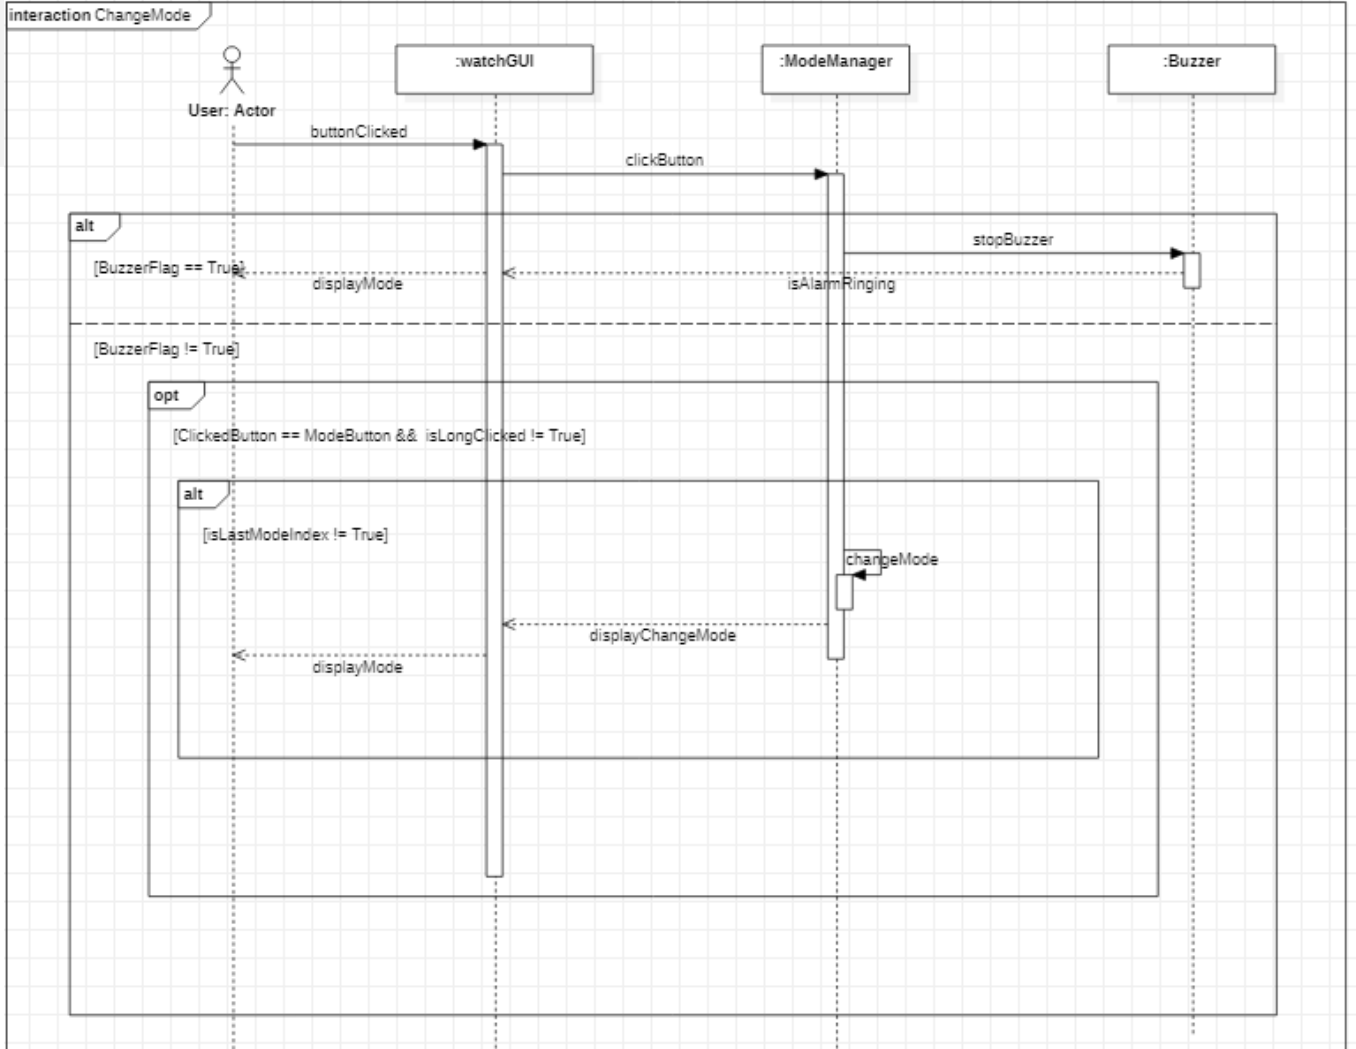 interaction ChangeMode
:watchGUI
:ModeManager
:Buzzer
User: Actor
buttonClicked
clickButton
alt
stopBuzzer
[BuzzerFlag == True]
displayMode
isAlarmRinging
[BuzzerFlag != True]
opt
[ClickedButton == ModeButton && isLongClicked != True]
alt
[isLastModeIndex != True]
changeMode
displayChangeMode
displayMode